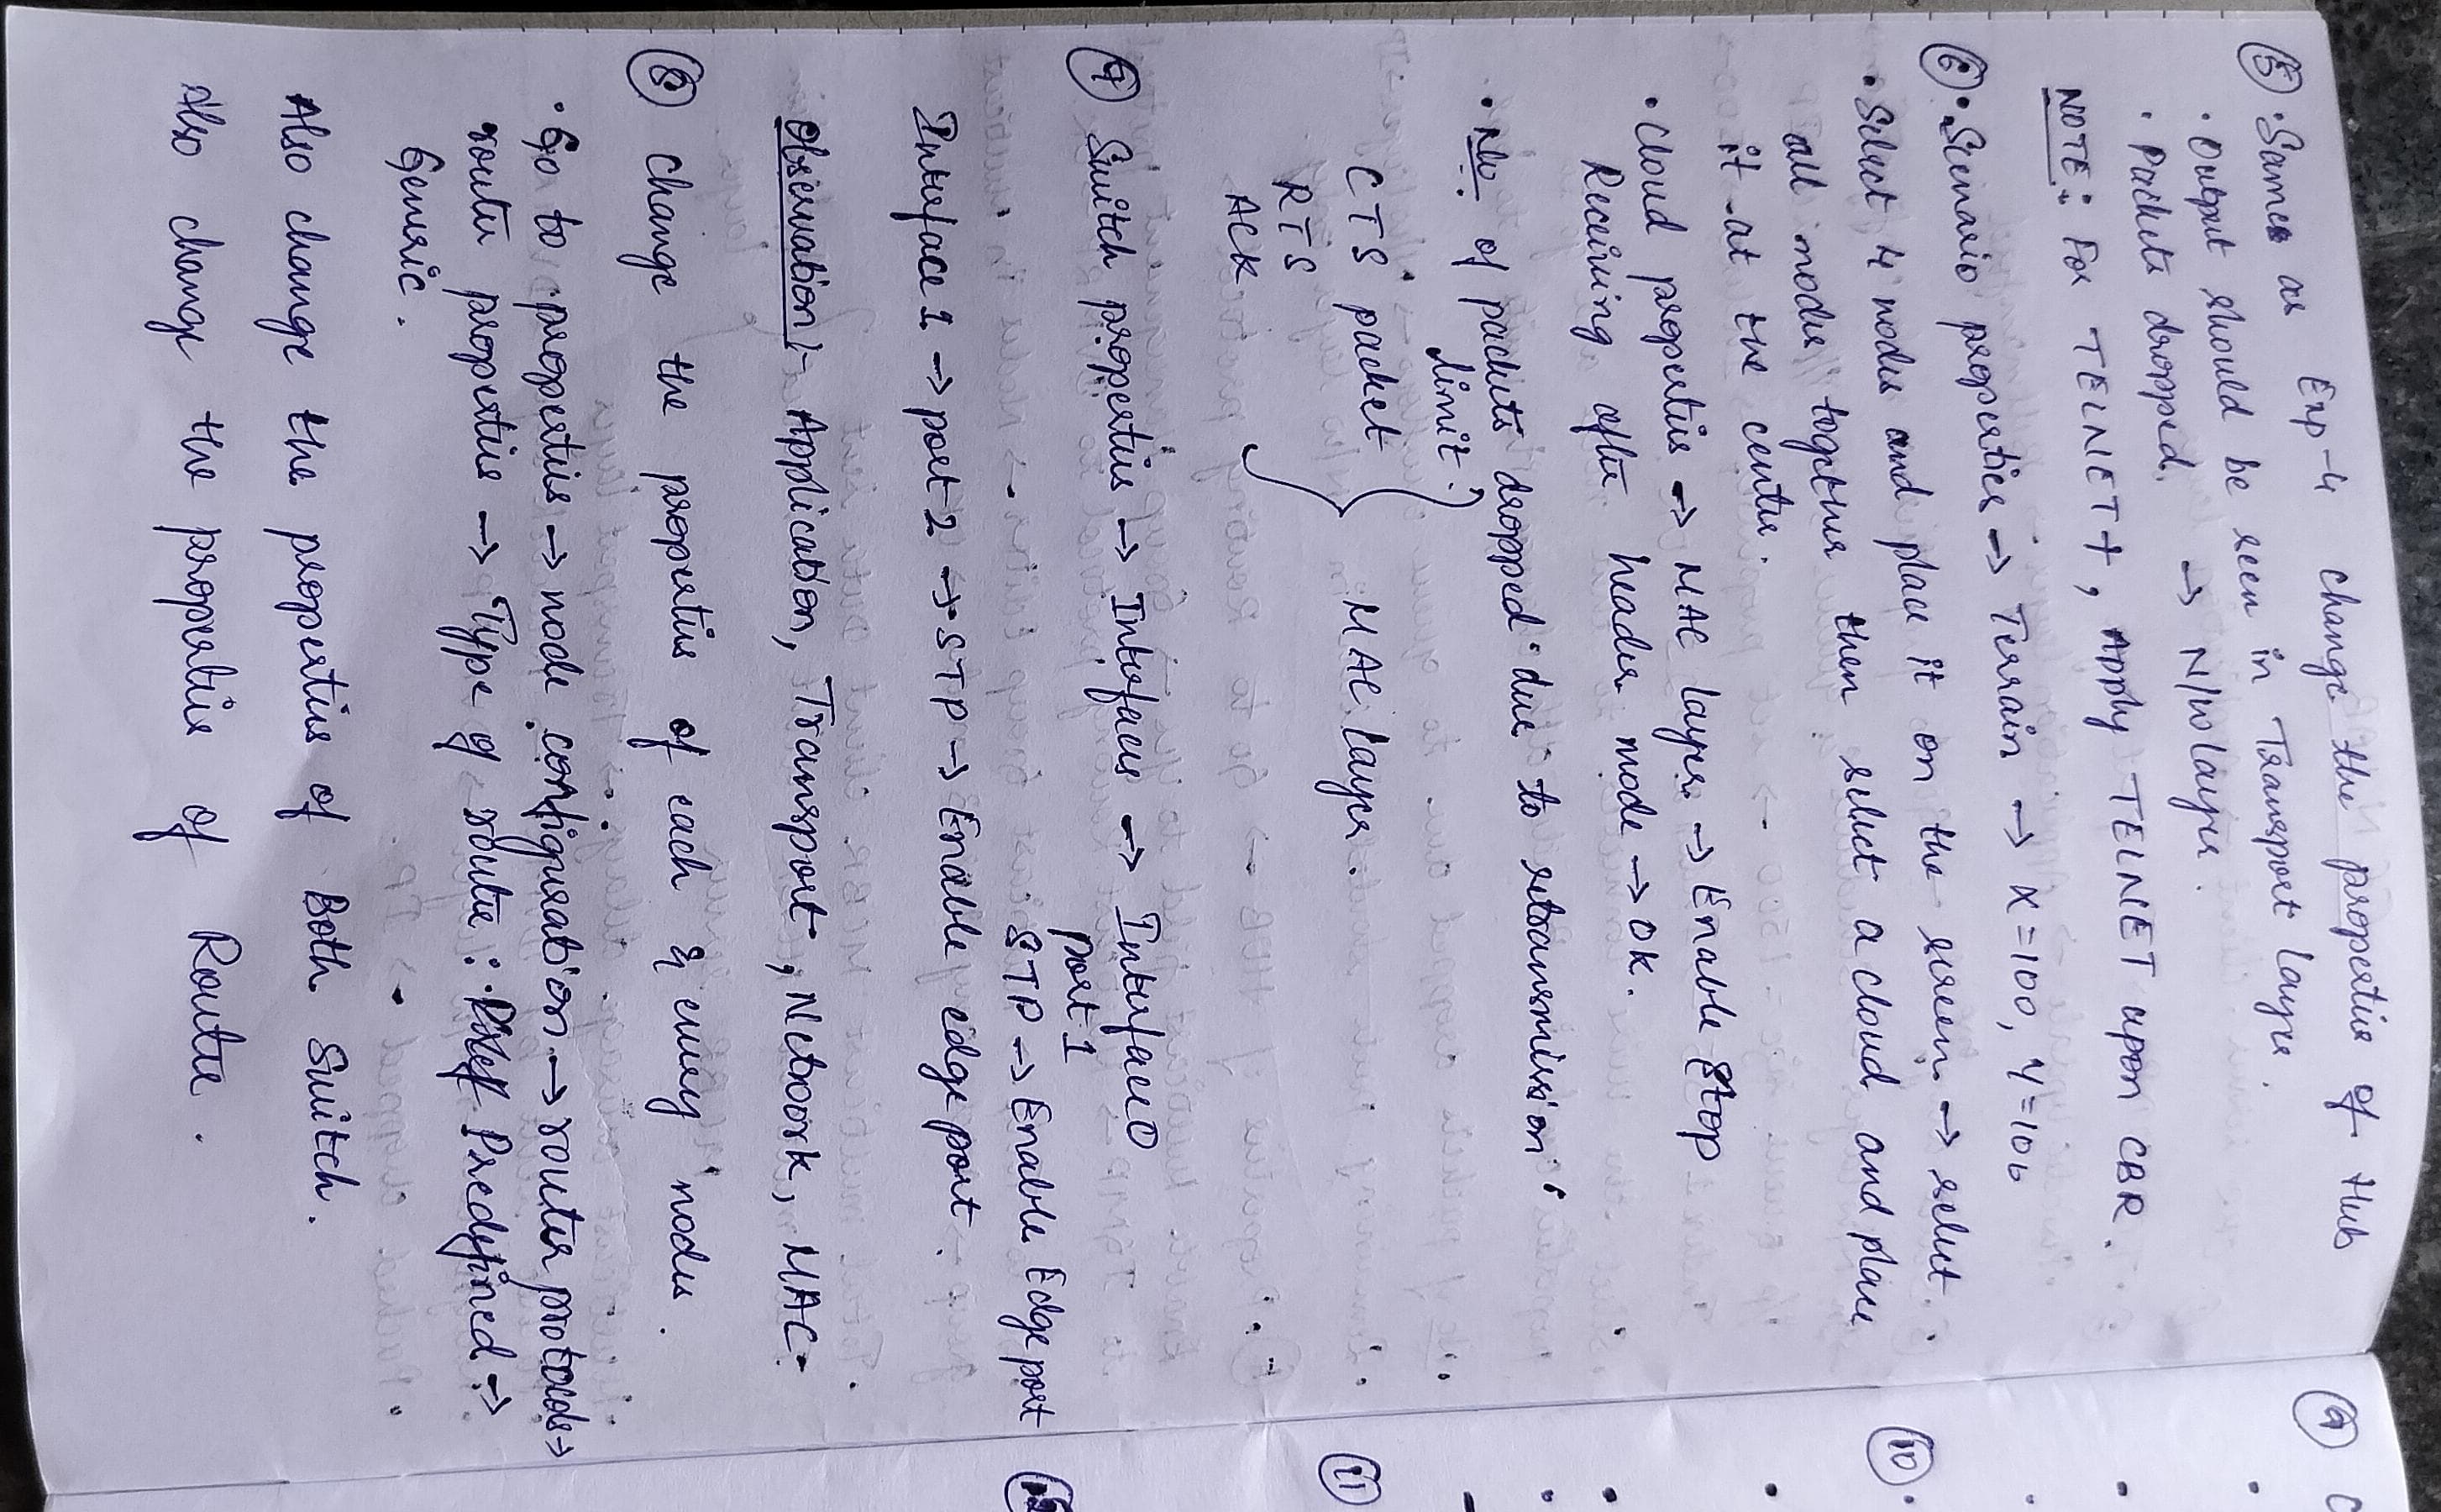 ⑤ · Same as Exp-4 change the properties of Hub
· Output should be seen in Transport layer.
· Packets dropped. → N/W layer.
NOTE: For TELNET+, Apply TELNET upon CBR.
⑥ · Scenario properties → Terrain → X=100, Y=100
· Select 4 nodes and place it on the screen → select
all nodes together then select a cloud and place
it at the center.
· Cloud properties → MAC layer → Enable Stop
Receiving after header mode → OK.
· No of packets dropped due to retransmission
limit.
CTS packet
MAC layer.
RTS
ACK
⑦ Switch properties → Interfaces → Interface 0
port 1
STP → Enable Edge port
Interface 1 → port 2 → STP → Enable edge port.
Observation:- Application, Transport, Network, MAC-
⑧ Change the properties of each & every nodes.
· Go to properties → node configuration → router protocols →
router properties → Type of router : Predefined →
Generic.
Also change the properties of Both Switch.
Also change the properties of Router.
⑨ C
⑩ ·
⑪